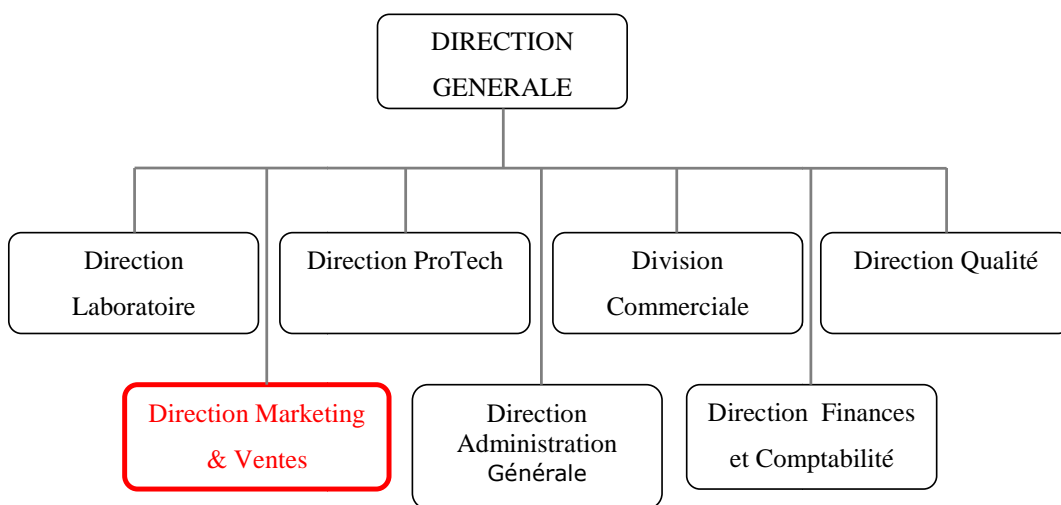 DIRECTION
GENERALE
Direction
Laboratoire
Direction ProTech
Division
Commerciale
Direction Qualité
Direction Marketing
& Ventes
Direction
Administration
Générale
Direction Finances
et Comptabilité